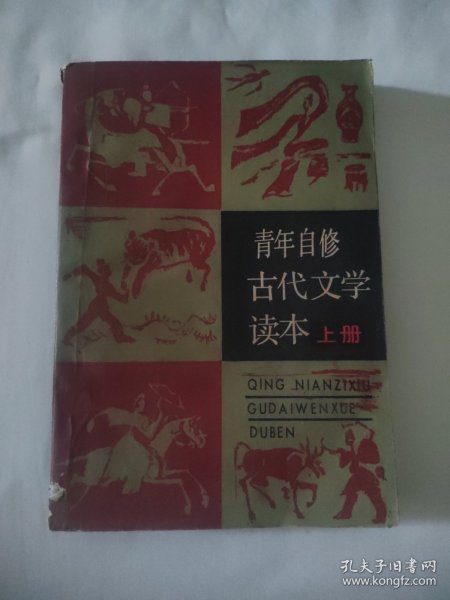 青年自修
古代文学
读本 上册
QING NIANZIXIU
GUDAIWENXUE
DUBEN
孔夫子旧书网
www.kongfz.com